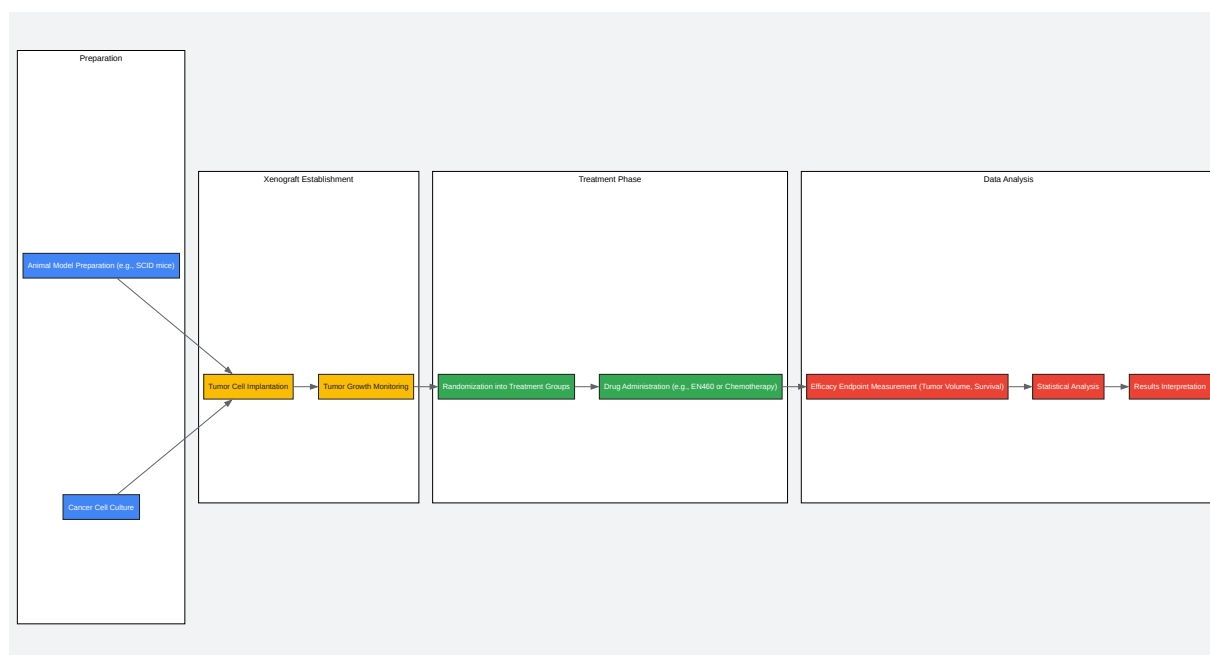 Preparation
Animal Model Preparation (e.g., SCID mice)
Cancer Cell Culture
Xenograft Establishment
Tumor Cell Implantation
Tumor Growth Monitoring
Treatment Phase
Randomization into Treatment Groups
Drug Administration (e.g., EN460 or Chemotherapy)
Data Analysis
Efficacy Endpoint Measurement (Tumor Volume, Survival)
Statistical Analysis
Results Interpretation